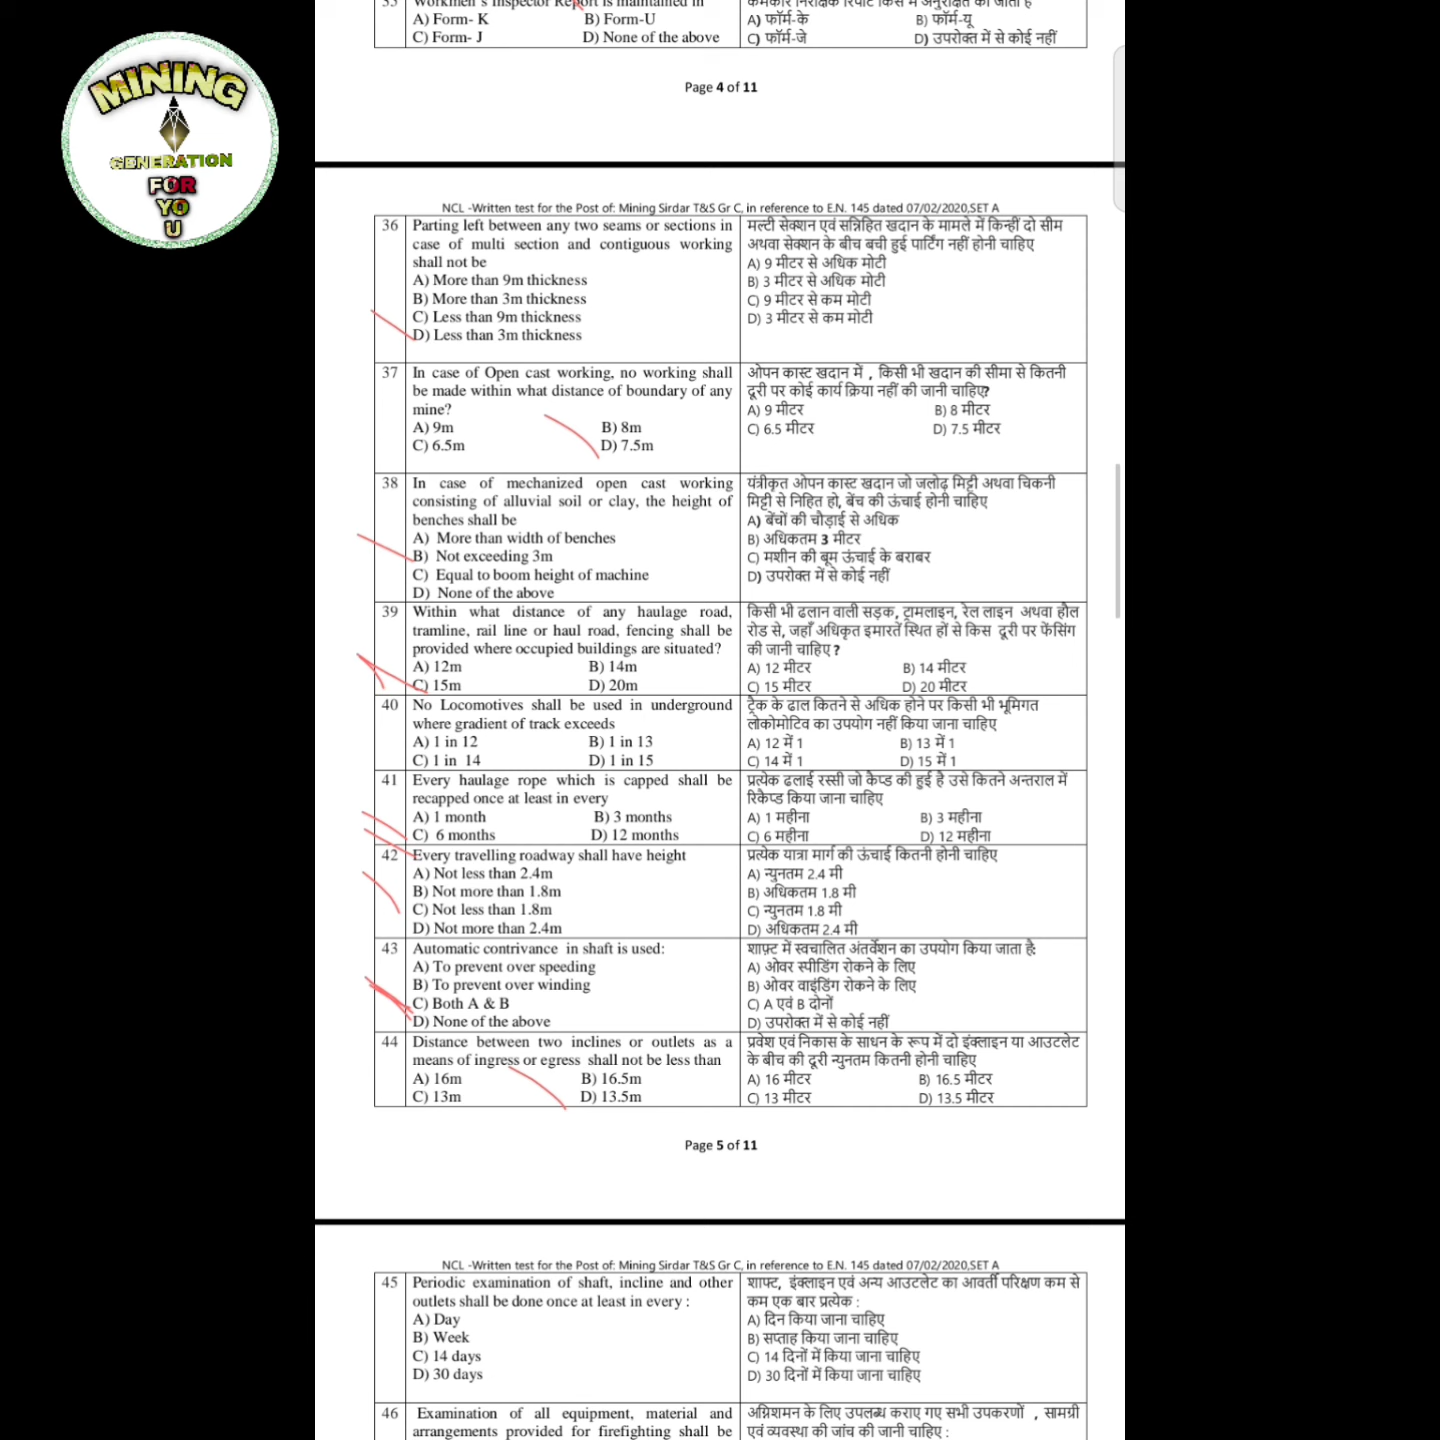 MINING
GENERATION
FOR
YO
U
35 Workmen's Inspector Report is maintained in
A) Form- K B) Form-U
C) Form- J D) None of the above
कर्मकार निरीक्षक रिपोर्ट किस में अनुरक्षित की जाती है
A) फॉर्म-के B) फॉर्म-यू
C) फॉर्म-जे D) उपरोक्त में से कोई नहीं
Page 4 of 11
NCL -Written test for the Post of: Mining Sirdar T&S Gr C, in reference to E.N. 145 dated 07/02/2020,SET A
36 Parting left between any two seams or sections in
case of multi section and contiguous working
shall not be
A) More than 9m thickness
B) More than 3m thickness
C) Less than 9m thickness
D) Less than 3m thickness
मल्टी सेक्शन एवं सन्निहित खदान के मामले में किन्हीं दो सीम
अथवा सेक्शन के बीच बची हुई पार्टिंग नहीं होनी चाहिए
A) 9 मीटर से अधिक मोटी
B) 3 मीटर से अधिक मोटी
C) 9 मीटर से कम मोटी
D) 3 मीटर से कम मोटी
37 In case of Open cast working, no working shall
be made within what distance of boundary of any
mine?
A) 9m B) 8m
C) 6.5m D) 7.5m
ओपन कास्ट खदान में , किसी भी खदान की सीमा से कितनी
दूरी पर कोई कार्य क्रिया नहीं की जानी चाहिए?
A) 9 मीटर B) 8 मीटर
C) 6.5 मीटर D) 7.5 मीटर
38 In case of mechanized open cast working
consisting of alluvial soil or clay, the height of
benches shall be
A) More than width of benches
B) Not exceeding 3m
C) Equal to boom height of machine
D) None of the above
यंत्रीकृत ओपन कास्ट खदान जो जलोढ़ मिट्टी अथवा चिकनी
मिट्टी से निहित हो, बेंच की ऊंचाई होनी चाहिए
A) बेंचों की चौड़ाई से अधिक
B) अधिकतम 3 मीटर
C) मशीन की बूम ऊंचाई के बराबर
D) उपरोक्त में से कोई नहीं
39 Within what distance of any haulage road,
tramline, rail line or haul road, fencing shall be
provided where occupied buildings are situated?
A) 12m B) 14m
C) 15m D) 20m
किसी भी ढलान वाली सड़क, ट्रामलाइन, रेल लाइन अथवा हौल
रोड से, जहाँ अधिकृत इमारतें स्थित हों से किस दूरी पर फेंसिंग
की जानी चाहिए ?
A) 12 मीटर B) 14 मीटर
C) 15 मीटर D) 20 मीटर
40 No Locomotives shall be used in underground
where gradient of track exceeds
A) 1 in 12 B) 1 in 13
C) 1 in 14 D) 1 in 15
ट्रैक के ढाल कितने से अधिक होने पर किसी भी भूमिगत
लोकोमोटिव का उपयोग नहीं किया जाना चाहिए
A) 12 में 1 B) 13 में 1
C) 14 में 1 D) 15 में 1
41 Every haulage rope which is capped shall be
recapped once at least in every
A) 1 month B) 3 months
C) 6 months D) 12 months
प्रत्येक ढलाई रस्सी जो कैप्ड की हुई है उसे कितने अन्तराल में
रिकैप्ड किया जाना चाहिए
A) 1 महीना B) 3 महीना
C) 6 महीना D) 12 महीना
42 Every travelling roadway shall have height
A) Not less than 2.4m
B) Not more than 1.8m
C) Not less than 1.8m
D) Not more than 2.4m
प्रत्येक यात्रा मार्ग की ऊंचाई कितनी होनी चाहिए
A) न्युनतम 2.4 मी
B) अधिकतम 1.8 मी
C) न्युनतम 1.8 मी
D) अधिकतम 2.4 मी
43 Automatic contrivance in shaft is used:
A) To prevent over speeding
B) To prevent over winding
C) Both A & B
D) None of the above
शाफ़्ट में स्वचालित अंतर्वेशन का उपयोग किया जाता है:
A) ओवर स्पीडिंग रोकने के लिए
B) ओवर वाइंडिंग रोकने के लिए
C) A एवं B दोनों
D) उपरोक्त में से कोई नहीं
44 Distance between two inclines or outlets as a
means of ingress or egress shall not be less than
A) 16m B) 16.5m
C) 13m D) 13.5m
प्रवेश एवं निकास के साधन के रूप में दो इंक्लाइन या आउटलेट
के बीच की दूरी न्युनतम कितनी होनी चाहिए
A) 16 मीटर B) 16.5 मीटर
C) 13 मीटर D) 13.5 मीटर
Page 5 of 11
NCL -Written test for the Post of: Mining Sirdar T&S Gr C, in reference to E.N. 145 dated 07/02/2020,SET A
45 Periodic examination of shaft, incline and other
outlets shall be done once at least in every :
A) Day
B) Week
C) 14 days
D) 30 days
शाफ्ट, इंक्लाइन एवं अन्य आउटलेट का आवर्ती परिक्षण कम से
कम एक बार प्रत्येक :
A) दिन किया जाना चाहिए
B) सप्ताह किया जाना चाहिए
C) 14 दिनों में किया जाना चाहिए
D) 30 दिनों में किया जाना चाहिए
46 Examination of all equipment, material and
arrangements provided for firefighting shall be
अग्निशमन के लिए उपलब्ध कराए गए सभी उपकरणों , सामग्री
एवं व्यवस्था की जांच की जानी चाहिए :